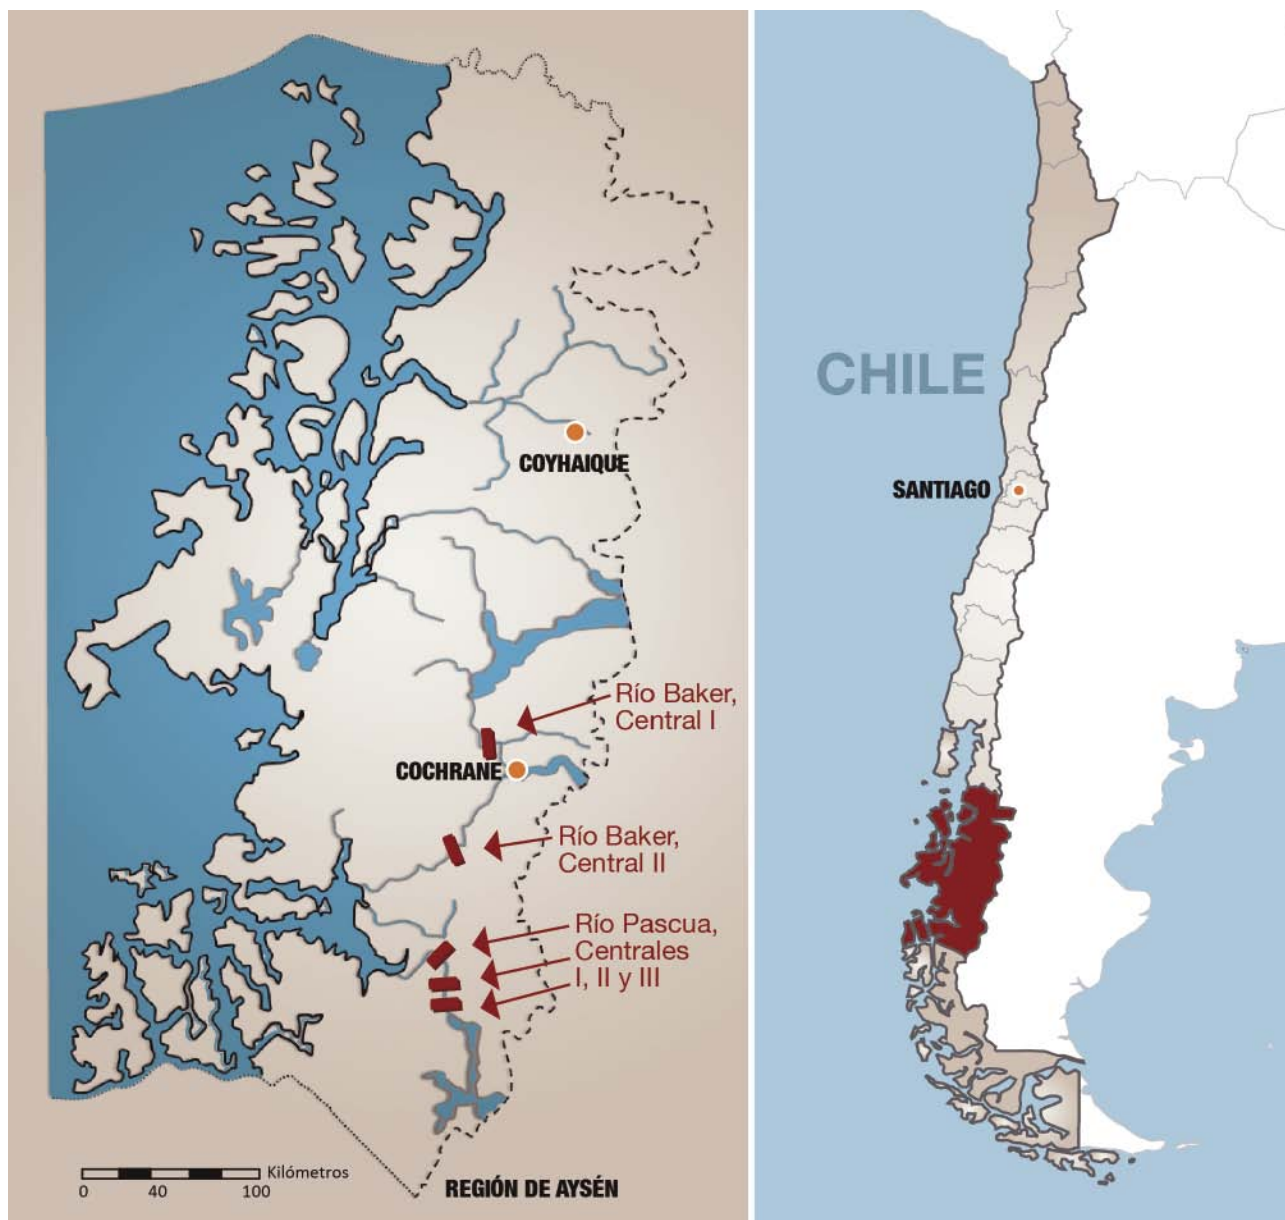 COYHAIQUE
Río Baker,
Central I
COCHRANE
Río Baker,
Central II
Río Pascua,
Centrales
I, II y III
Kilómetros
0 40 100
REGIÓN DE AYSÉN
CHILE
SANTIAGO